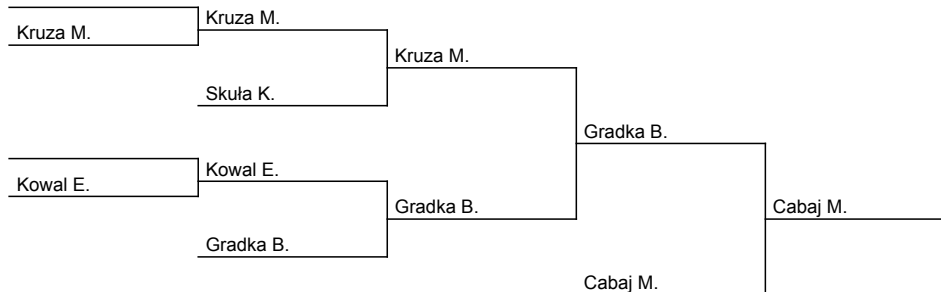 Kruza M.
Kruza M.
Kruza M.
Skuła K.
Gradka B.
Kowal E.
Kowal E.
Gradka B.
Cabaj M.
Gradka B.
Cabaj M.